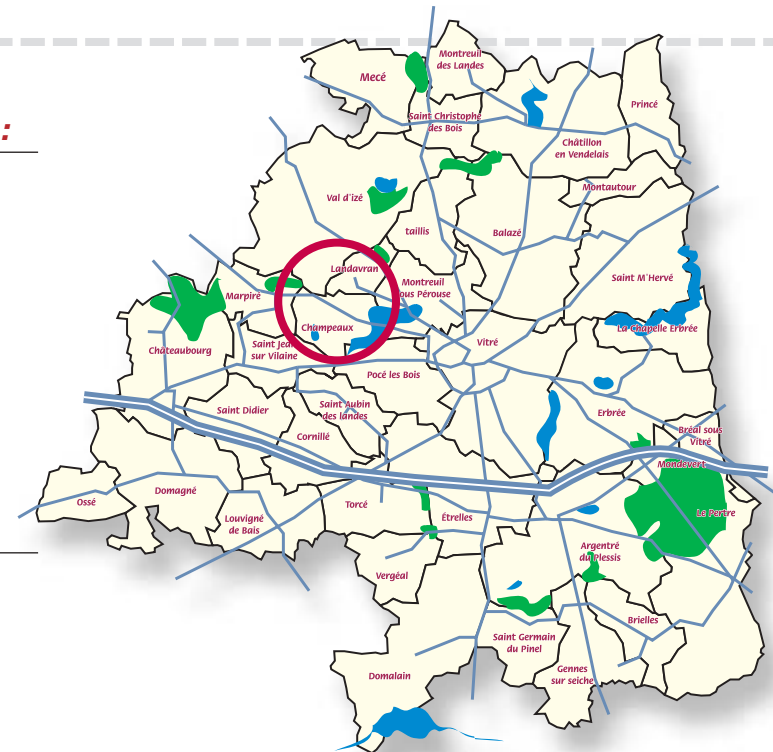 :
Mecé
Montreuil
des Landes
Princé
Saint Christophe
des Bois
Châtillon
en Vendelais
Montautour
Val d'izé
taillis
Balazé
Landavran
Saint M'Hervé
Montreuil
ous Pérouse
Marpiré
Champeaux
La Chapelle Erbrée
Châteaubourg
Saint Jean
sur Vilaine
Vitré
Pocé les Bois
Saint Didier
Saint Aubin
des landes
Erbrée
Cornillé
Bréal sous
Vitré
Mondevert
Ossé
Domagné
Torcé
Louvigné
de Bais
Étrelles
Le Pertre
Argentré
du Plessis
Vergéal
Brielles
Saint Germain
du Pinel
Domalain
Gennes
sur seiche